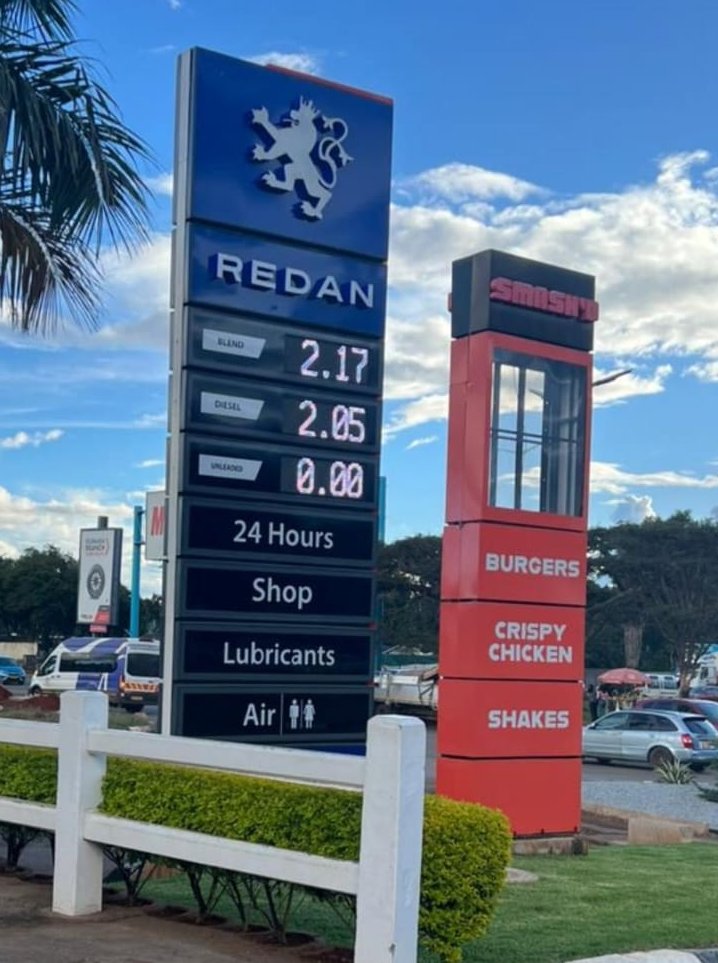 REDAN
BLEND
2.17
DIESEL
2.05
UNLEADED
0.00
24 Hours
Shop
Lubricants
Air
SMASH'D
BURGERS
CRISPY
CHICKEN
SHAKES
M